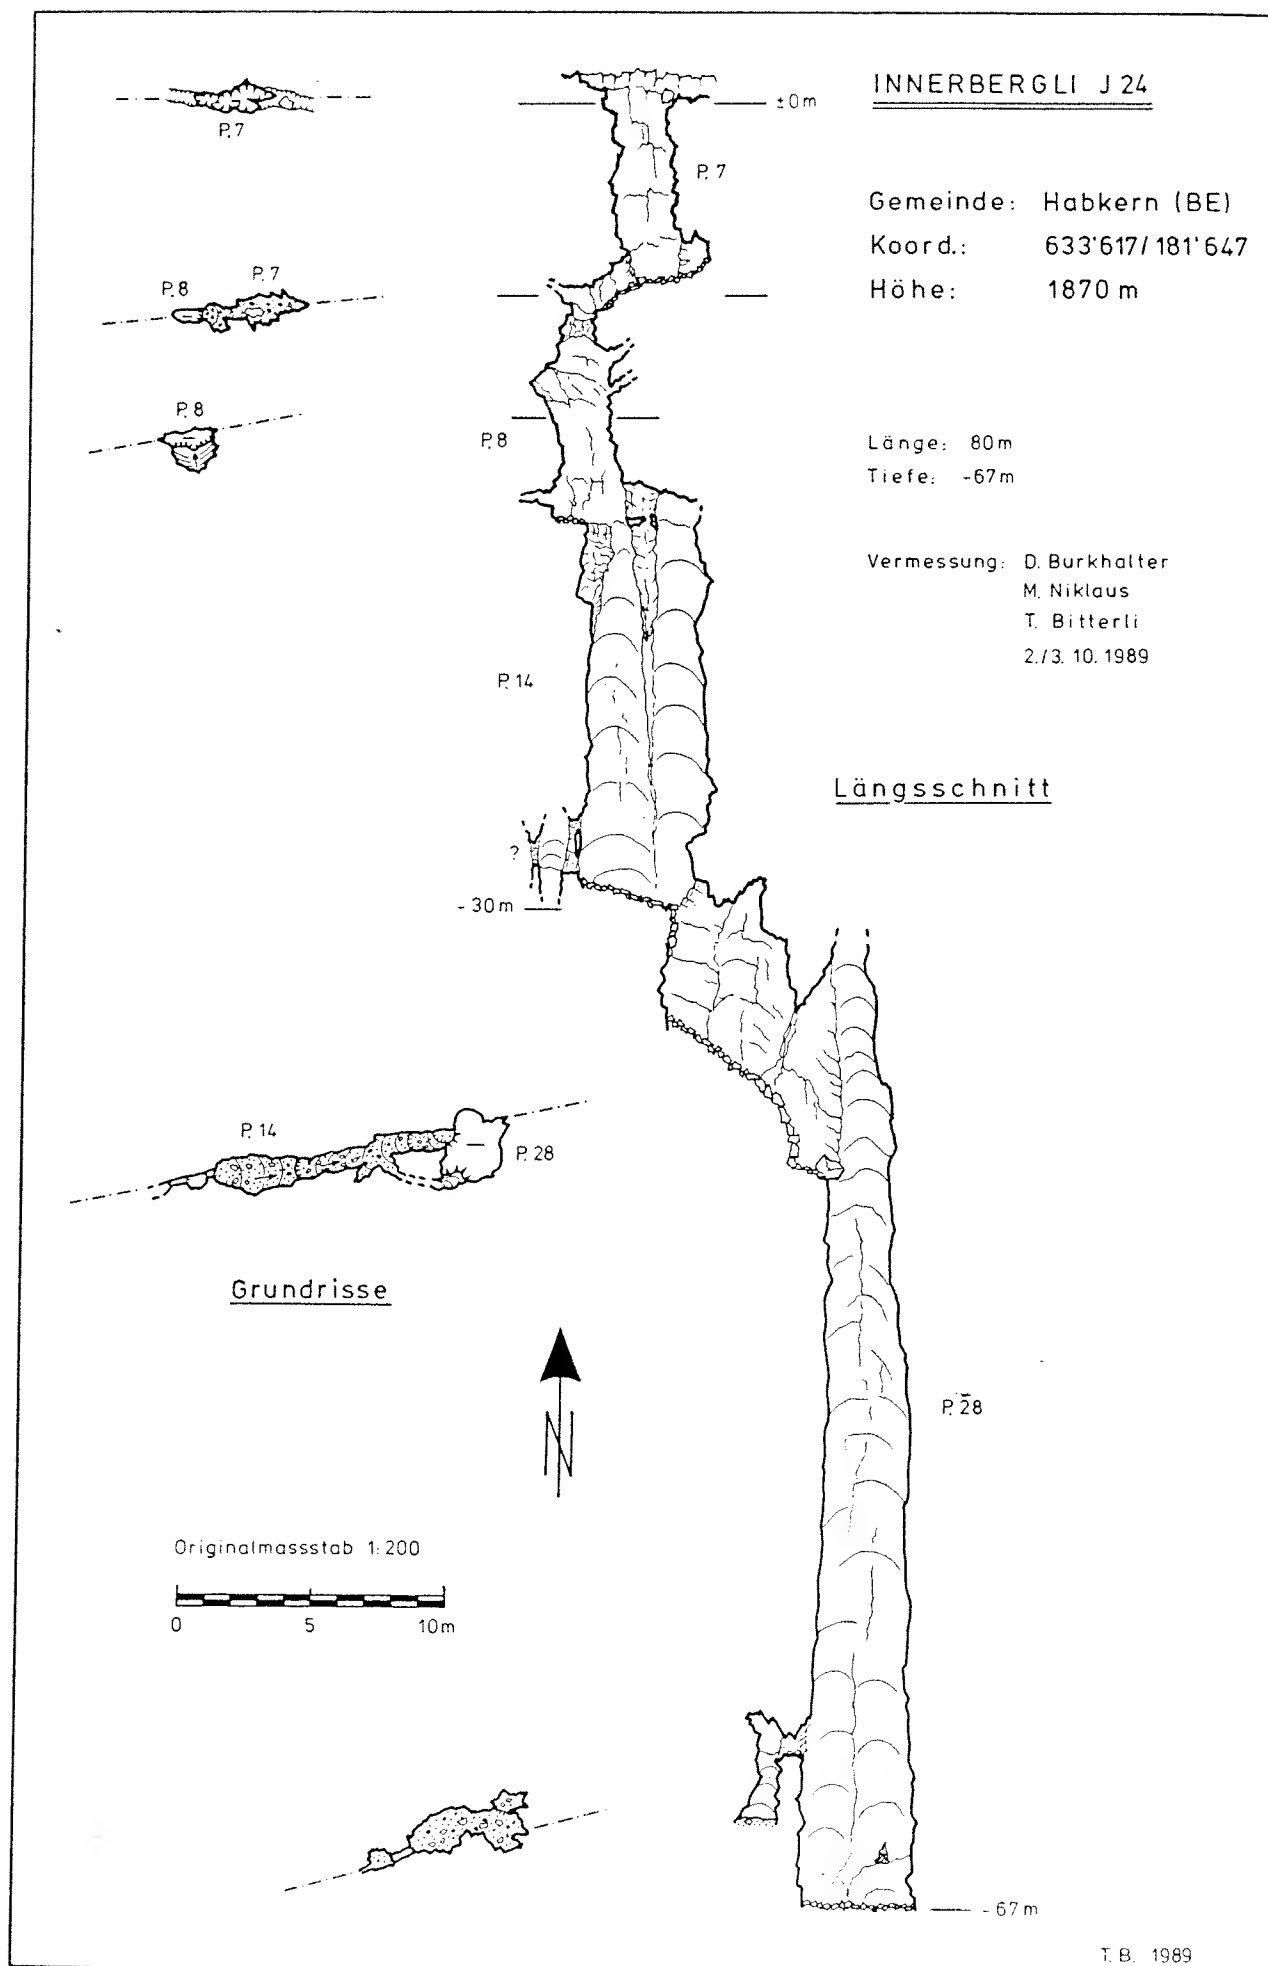 INNERBERGLI J 24
±0m
P. 7
P. 7
Gemeinde: Habkern (BE)
Koord.: 633'617/181'647
Höhe: 1870 m
P. 8
P. 7
P. 8
P. 8
Länge: 80m
Tiefe: -67m
Vermessung: D. Burkhalter
M. Niklaus
T. Bitterli
2./3. 10. 1989
P. 14
Längsschnitt
?
-30m
P. 14
P. 28
Grundrisse
N
P. 28
Originalmassstab 1:200
0 5 10m
-67m
T. B. 1989